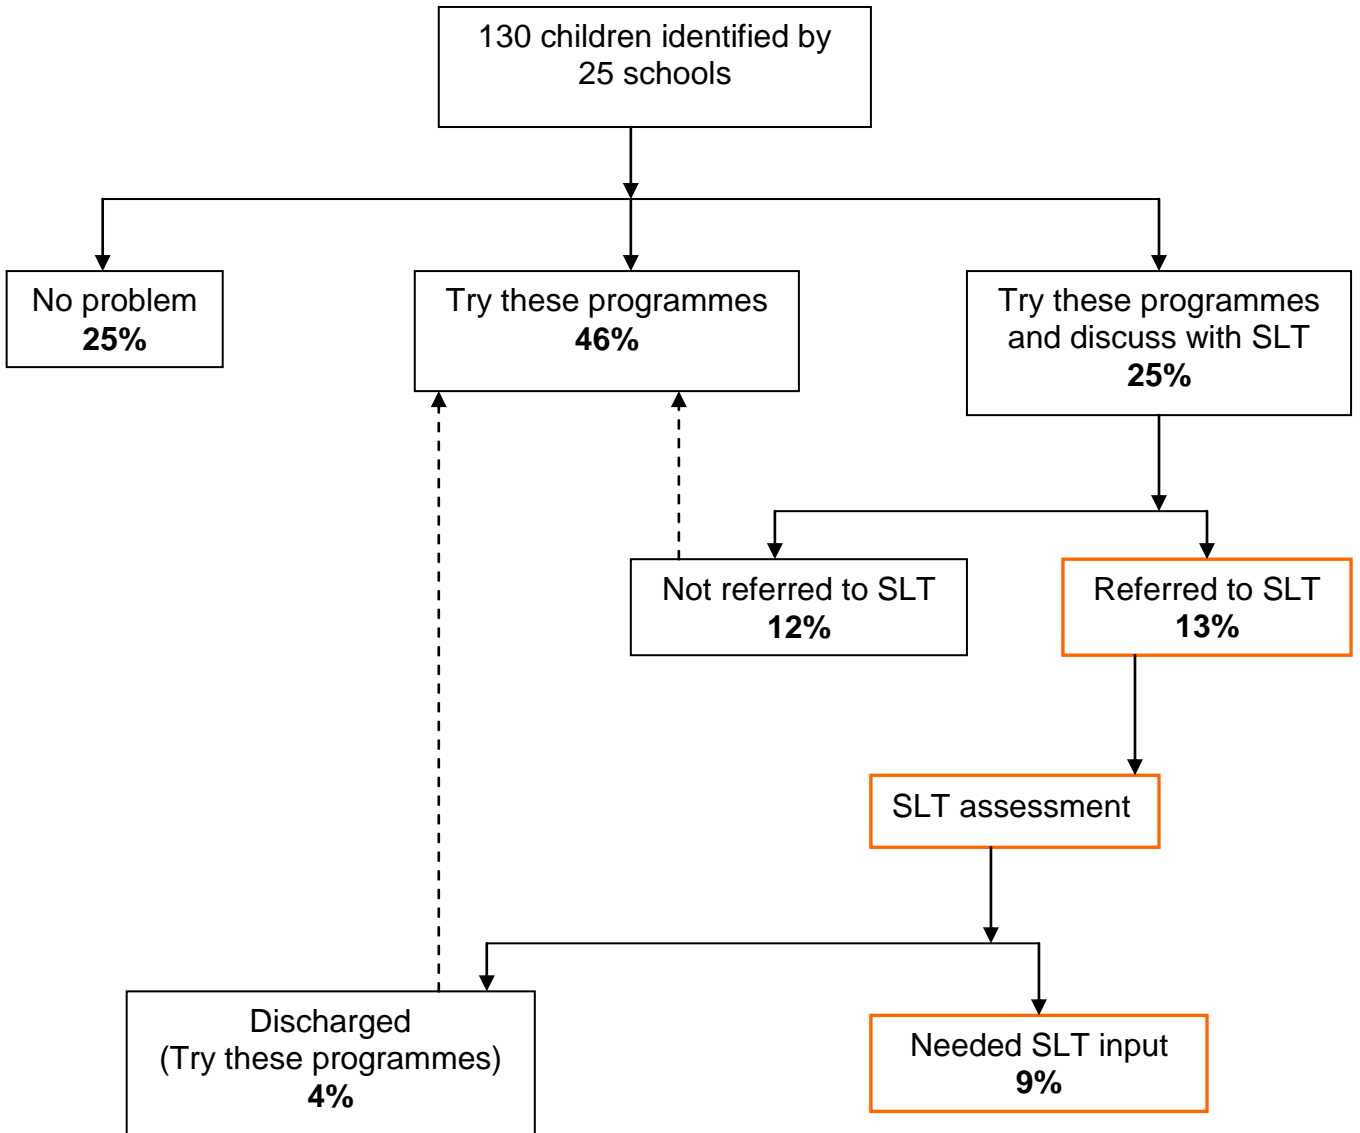 130 children identified by
25 schools
No problem
25%
Try these programmes
46%
Try these programmes
and discuss with SLT
25%
Not referred to SLT
12%
Referred to SLT
13%
SLT assessment
Discharged
(Try these programmes)
4%
Needed SLT input
9%